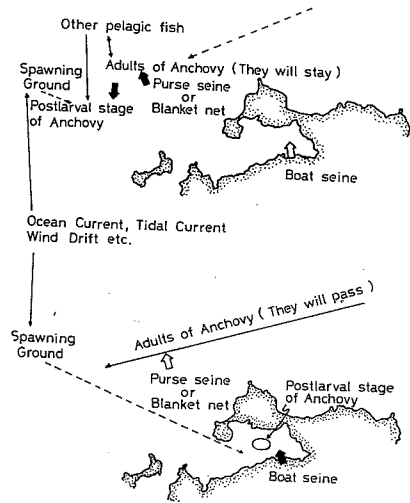 Other pelagic fish
Adults of Anchovy (They will stay)
Spawning
Ground
Purse seine
or
Blanket net
Postlarval stage
of Anchovy
Boat seine
Ocean Current, Tidal Current
Wind Drift etc.
Adults of Anchovy (They will pass)
Spawning
Ground
Purse seine
or
Blanket net
Postlarval stage
of Anchovy
Boat seine